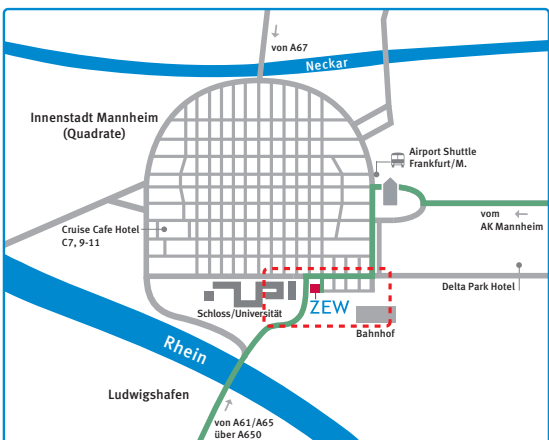 von A67
Neckar
Innenstadt Mannheim
(Quadrate)
Airport Shuttle
Frankfurt/M.
vom
AK Mannheim
Cruise Cafe Hotel
C7, 9-11
Delta Park Hotel
Schloss/Universität
ZEW
Bahnhof
Rhein
Ludwigshafen
von A61/A65
über A650